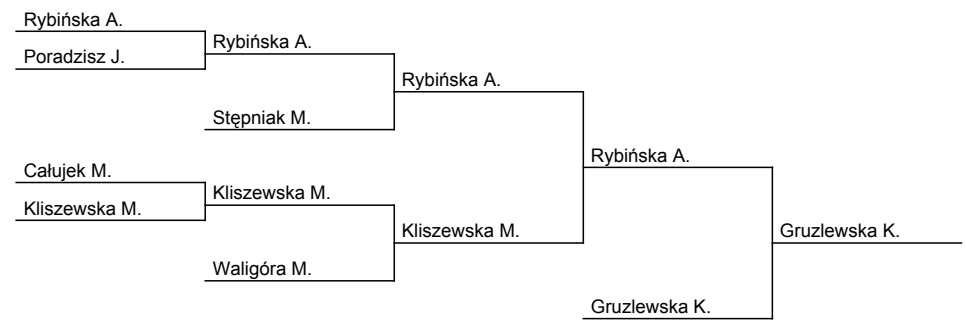 Rybińska A.
Poradzisz J.
Rybińska A.
Stępniak M.
Rybińska A.
Całujek M.
Kliszewska M.
Kliszewska M.
Waligóra M.
Kliszewska M.
Rybińska A.
Gruzlewska K.
Gruzlewska K.